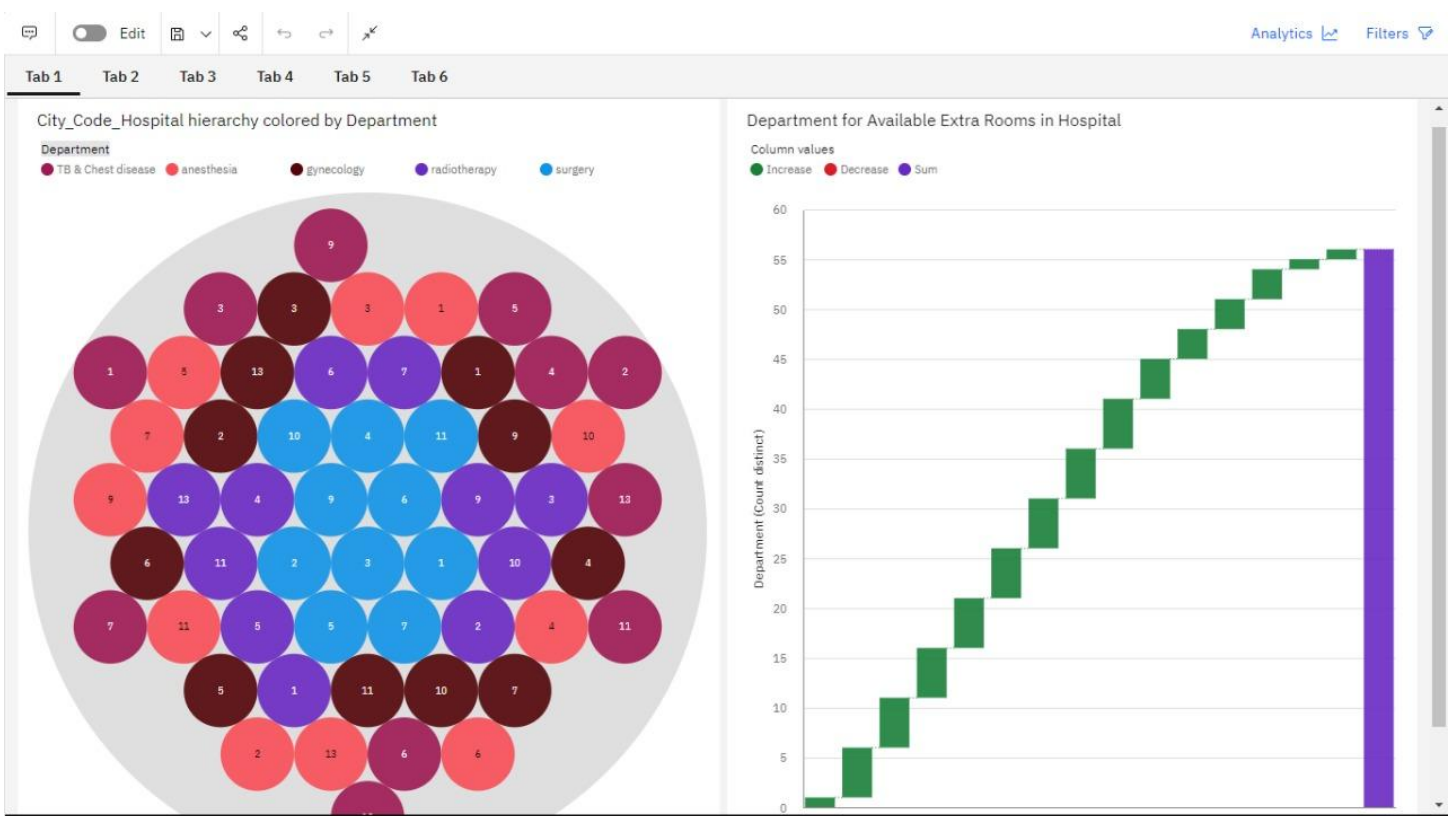 Edit
Analytics
Filters
Tab 1 Tab 2 Tab 3 Tab 4 Tab 5 Tab 6
City_Code_Hospital hierarchy colored by Department
Department
TB & Chest disease anesthesia gynecology radiotherapy surgery
9
3 3 3 1 5
1 5 13 6 7 1 4 2
7 2 10 4 11 9 10
9 13 4 9 6 9 3 13
6 11 2 3 1 10 4
7 11 5 5 7 2 4 11
5 1 11 10 7
2 13 6 6
Department for Available Extra Rooms in Hospital
Column values
Increase Decrease Sum
Department (Count distinct)
60
55
50
45
40
35
30
25
20
15
10
5
0